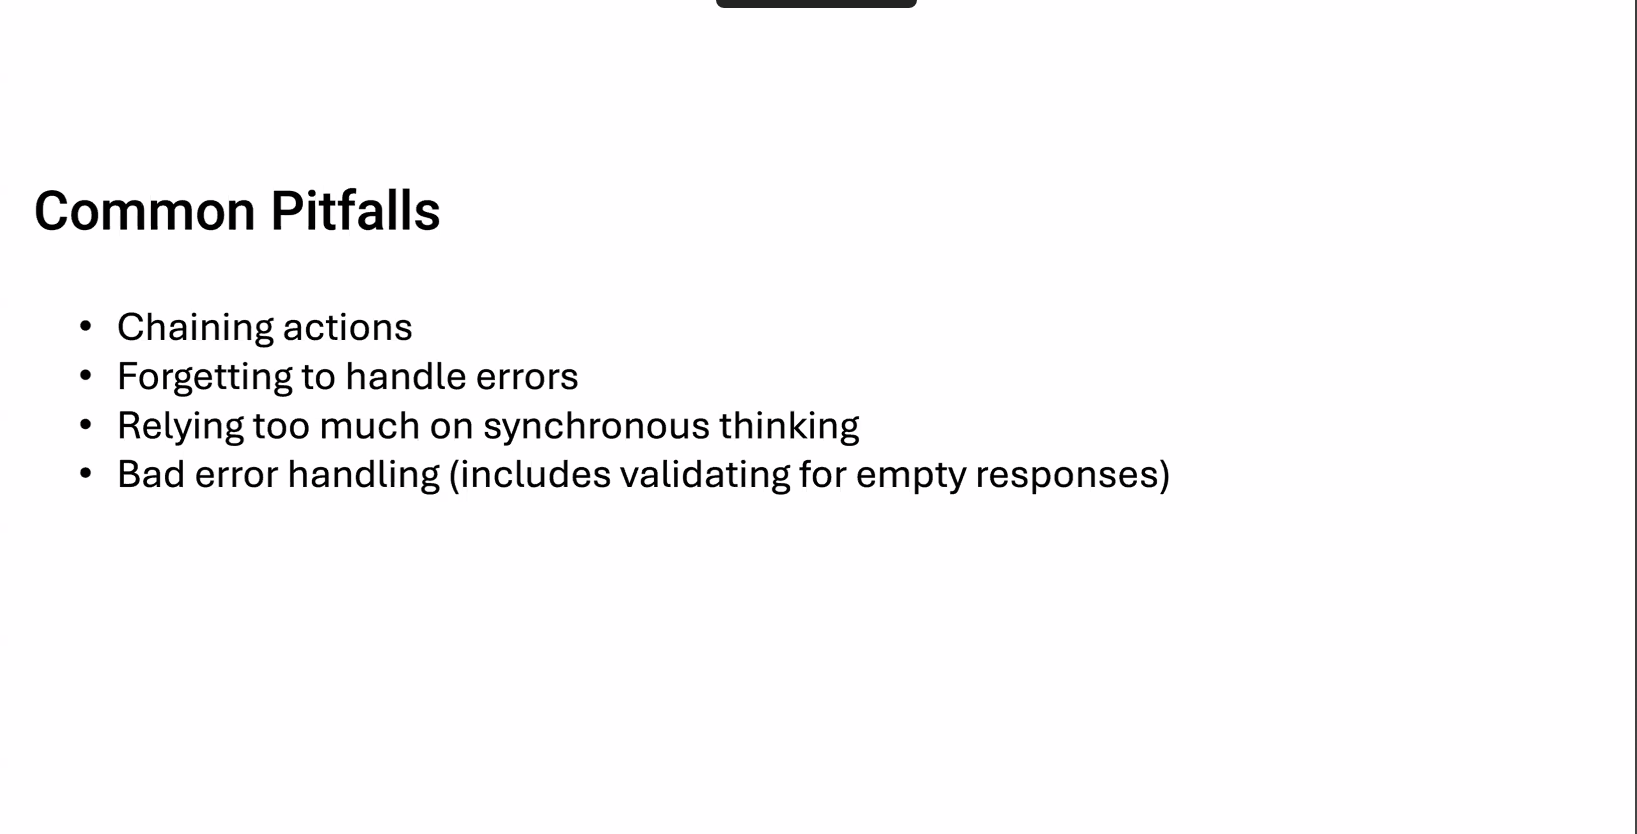 Common Pitfalls
• Chaining actions
• Forgetting to handle errors
• Relying too much on synchronous thinking
• Bad error handling (includes validating for empty responses)